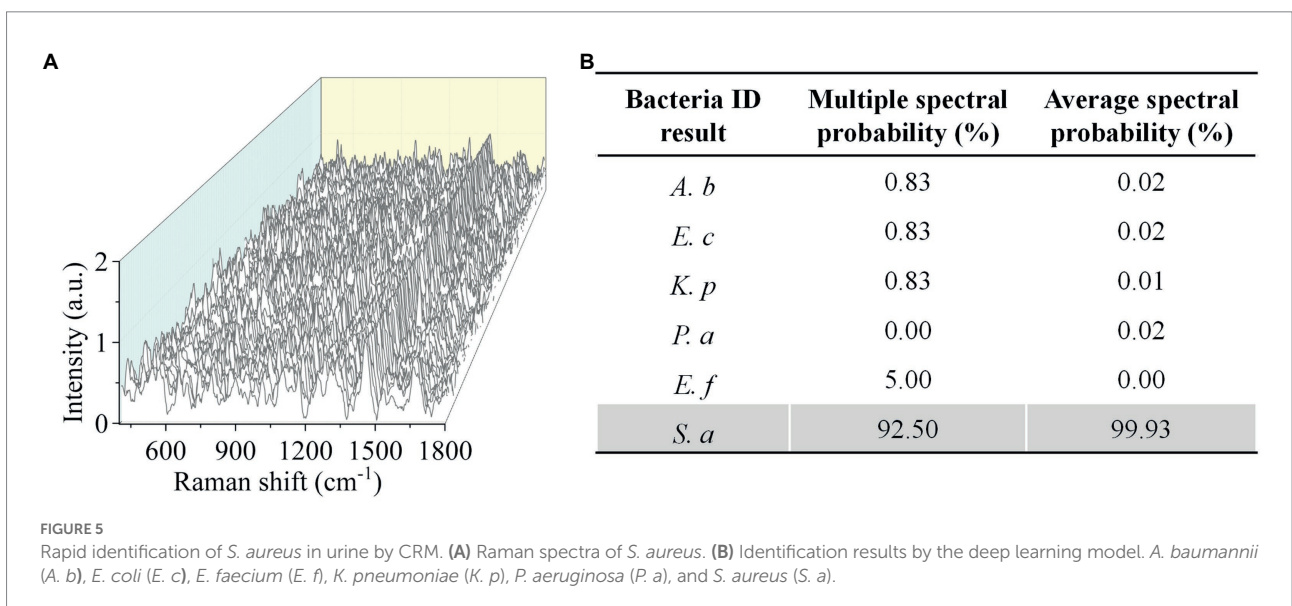 A
2
1
0
Intensity (a.u.)
600 900 1200 1500 1800
Raman shift (cm-1)
B
Bacteria ID result Multiple spectral probability (%) Average spectral probability (%)
A. b 0.83 0.02
E. c 0.83 0.02
K. p 0.83 0.01
P. a 0.00 0.02
E. f 5.00 0.00
S. a 92.50 99.93
FIGURE 5
Rapid identification of S. aureus in urine by CRM. (A) Raman spectra of S. aureus. (B) Identification results by the deep learning model. A. baumannii
(A. b), E. coli (E. c), E. faecium (E. f), K. pneumoniae (K. p), P. aeruginosa (P. a), and S. aureus (S. a).